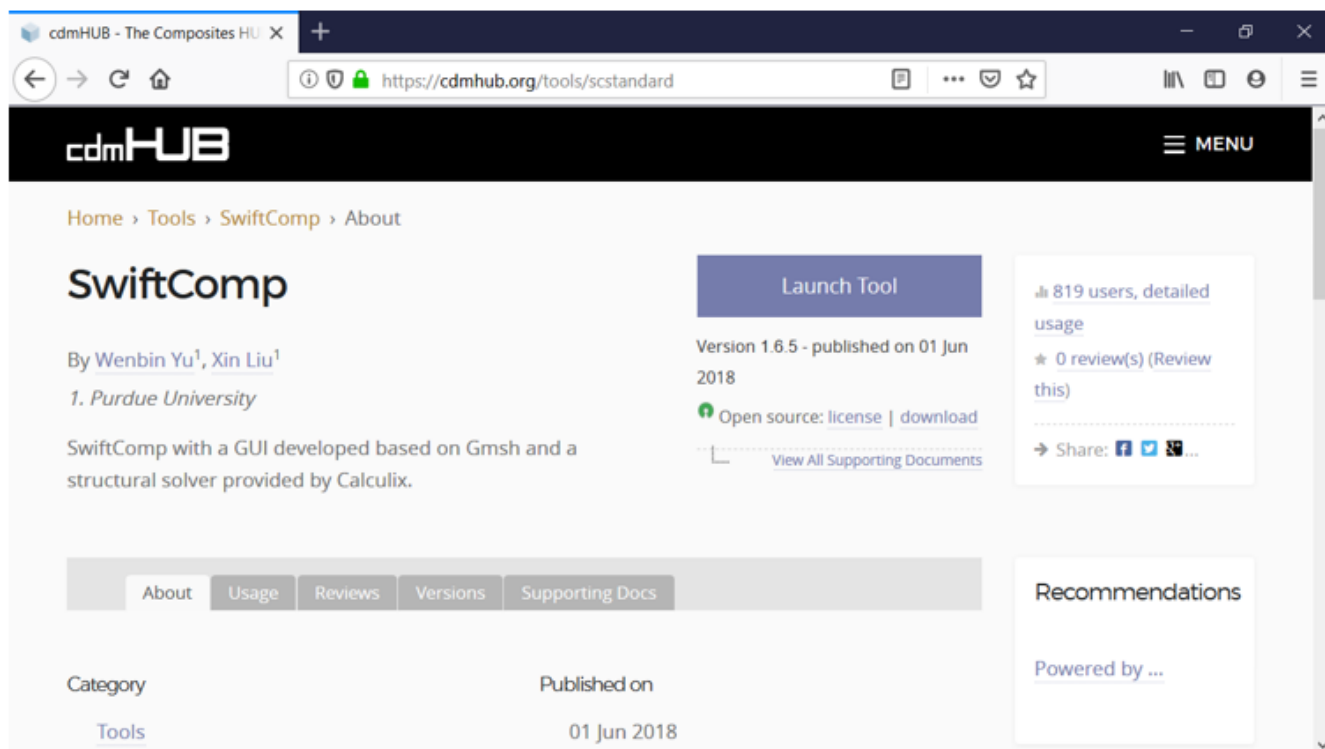 cdmHUB - The Composites HU
https://cdmhub.org/tools/scstandard
cdmHUB
MENU
Home › Tools › SwiftComp › About
SwiftComp
By Wenbin Yu1, Xin Liu1
1. Purdue University
SwiftComp with a GUI developed based on Gmsh and a
structural solver provided by Calculix.
Launch Tool
Version 1.6.5 - published on 01 Jun
2018
Open source: license | download
View All Supporting Documents
819 users, detailed
usage
0 review(s) (Review
this)
Share: ...
About Usage Reviews Versions Supporting Docs
Category
Tools
Published on
01 Jun 2018
Recommendations
Powered by ...